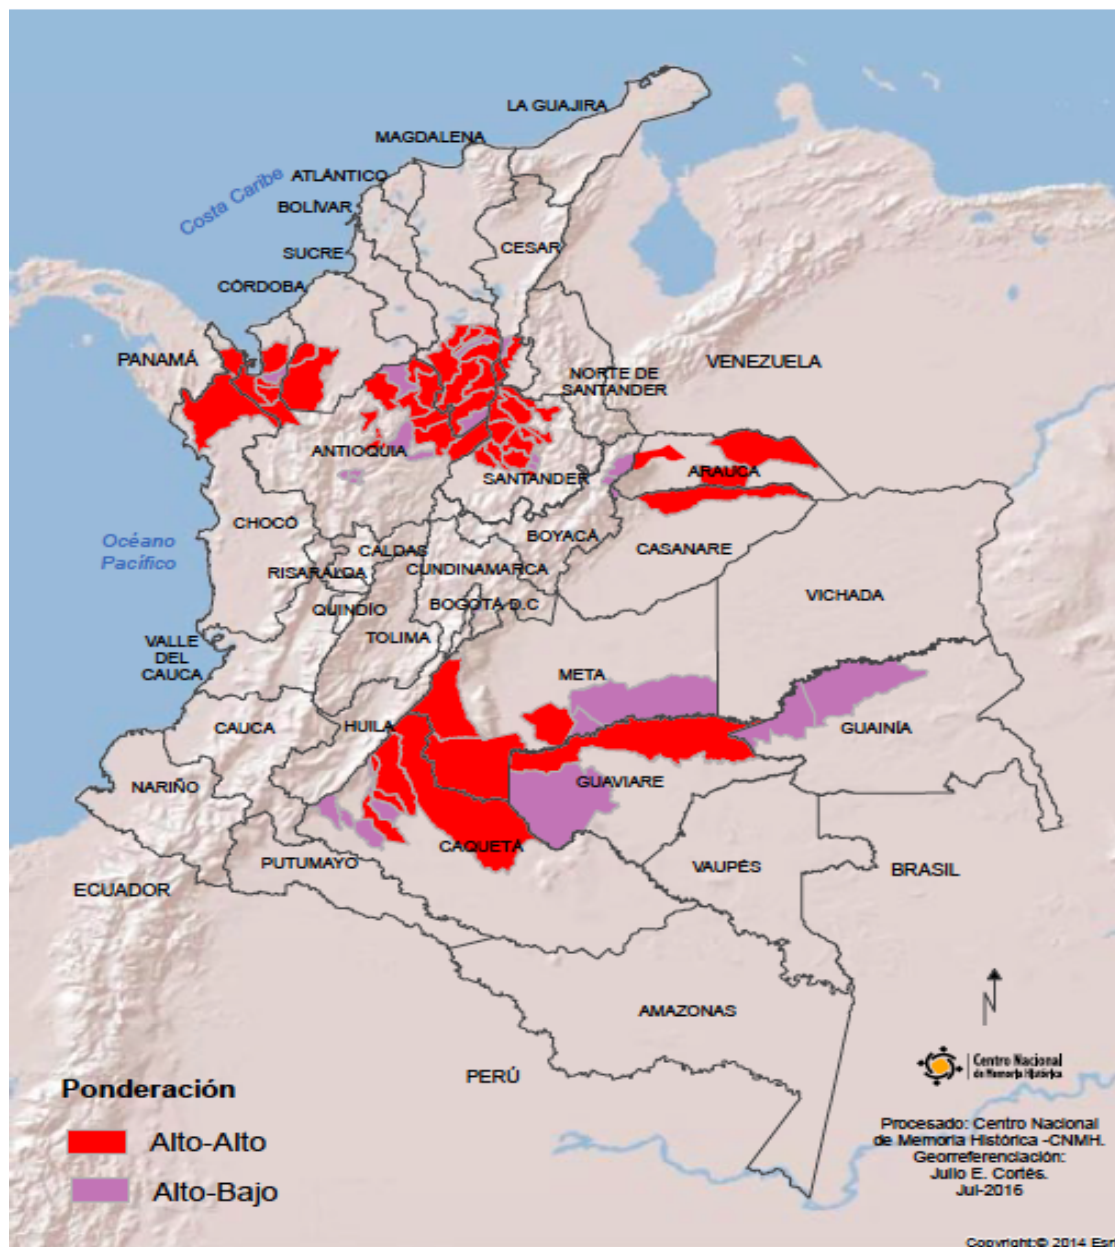 LA GUAJIRA
MAGDALENA
ATLÁNTICO
Costa Caribe
BOLÍVAR
SUCRE
CESAR
CÓRDOBA
PANAMÁ
VENEZUELA
NORTE DE
SANTANDER
ANTIOQUIA
ARAUCA
SANTANDER
CHOCÓ
BOYACÁ
Océano
Pacífico
CALDAS
CASANARE
RISARALDA
CUNDINAMARCA
VICHADA
QUINDÍO
BOGOTÁ D.C
TOLIMA
VALLE
DEL
CAUCA
META
CAUCA
HUILA
GUAINÍA
NARIÑO
GUAVIARE
CAQUETÁ
PUTUMAYO
VAUPÉS
BRASIL
ECUADOR
AMAZONAS
N
PERÚ
Centro Nacional
de Memoria Histórica
Ponderación
Alto-Alto
Alto-Bajo
Procesado: Centro Nacional
de Memoria Histórica -CNMH.
Georreferenciación:
Julio E. Cortés.
Jul-2016
Copyright:© 2014 Esr